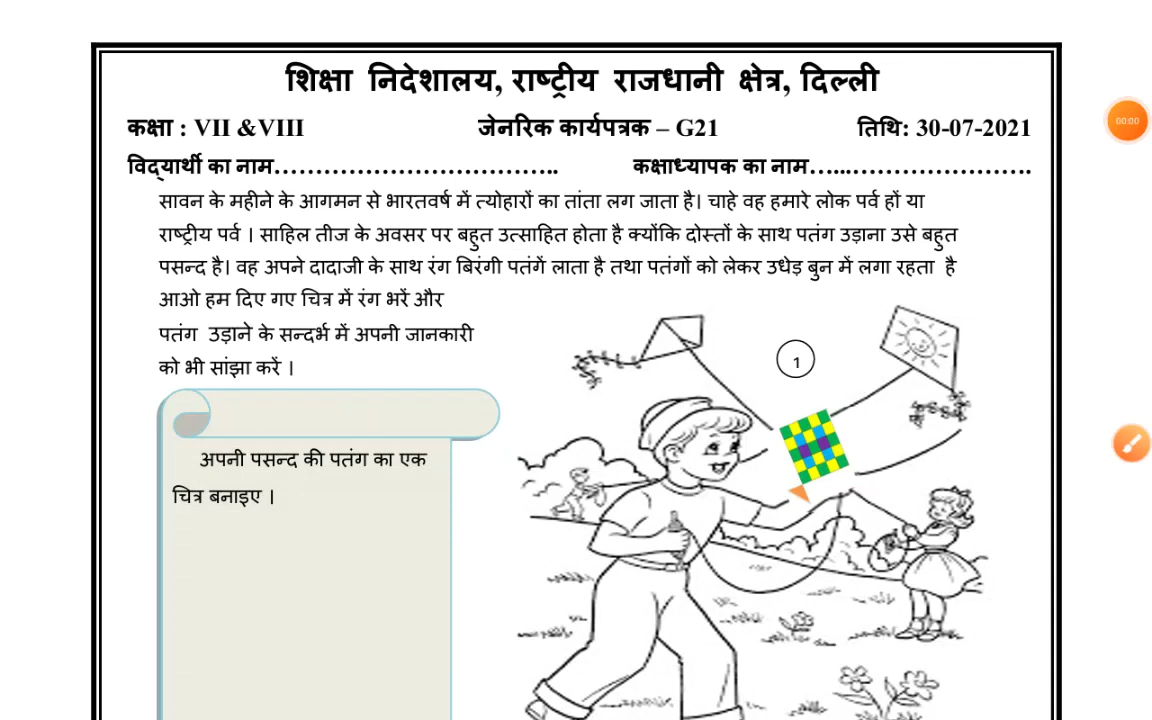 शिक्षा निदेशालय, राष्ट्रीय राजधानी क्षेत्र, दिल्ली
कक्षा : VII &VIII जेनरिक कार्यपत्रक – G21 तिथि: 30-07-2021
विद्यार्थी का नाम…………………………….. कक्षाध्यापक का नाम…...………………….
सावन के महीने के आगमन से भारतवर्ष में त्योहारों का तांता लग जाता है। चाहे वह हमारे लोक पर्व हों या
राष्ट्रीय पर्व । साहिल तीज के अवसर पर बहुत उत्साहित होता है क्योंकि दोस्तों के साथ पतंग उड़ाना उसे बहुत
पसन्द है। वह अपने दादाजी के साथ रंग बिरंगी पतंगें लाता है तथा पतंगों को लेकर उधेड़ बुन में लगा रहता है
आओ हम दिए गए चित्र में रंग भरें और
पतंग उड़ाने के सन्दर्भ में अपनी जानकारी
को भी सांझा करें ।
1
अपनी पसन्द की पतंग का एक
चित्र बनाइए ।
00:00